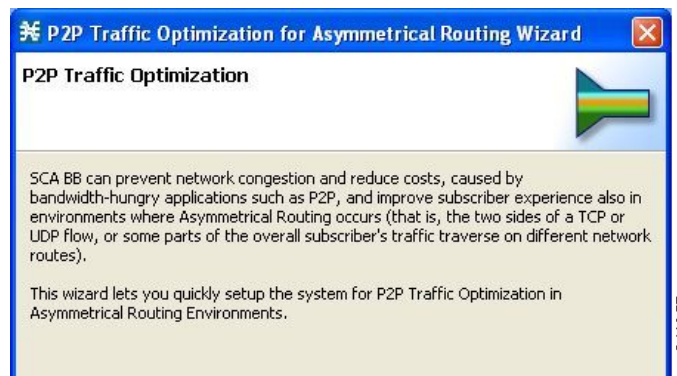 P2P Traffic Optimization for Asymmetrical Routing Wizard
P2P Traffic Optimization
SCA BB can prevent network congestion and reduce costs, caused by
bandwidth-hungry applications such as P2P, and improve subscriber experience also in
environments where Asymmetrical Routing occurs (that is, the two sides of a TCP or
UDP flow, or some parts of the overall subscriber's traffic traverse on different network
routes).
This wizard lets you quickly setup the system for P2P Traffic Optimization in
Asymmetrical Routing Environments.